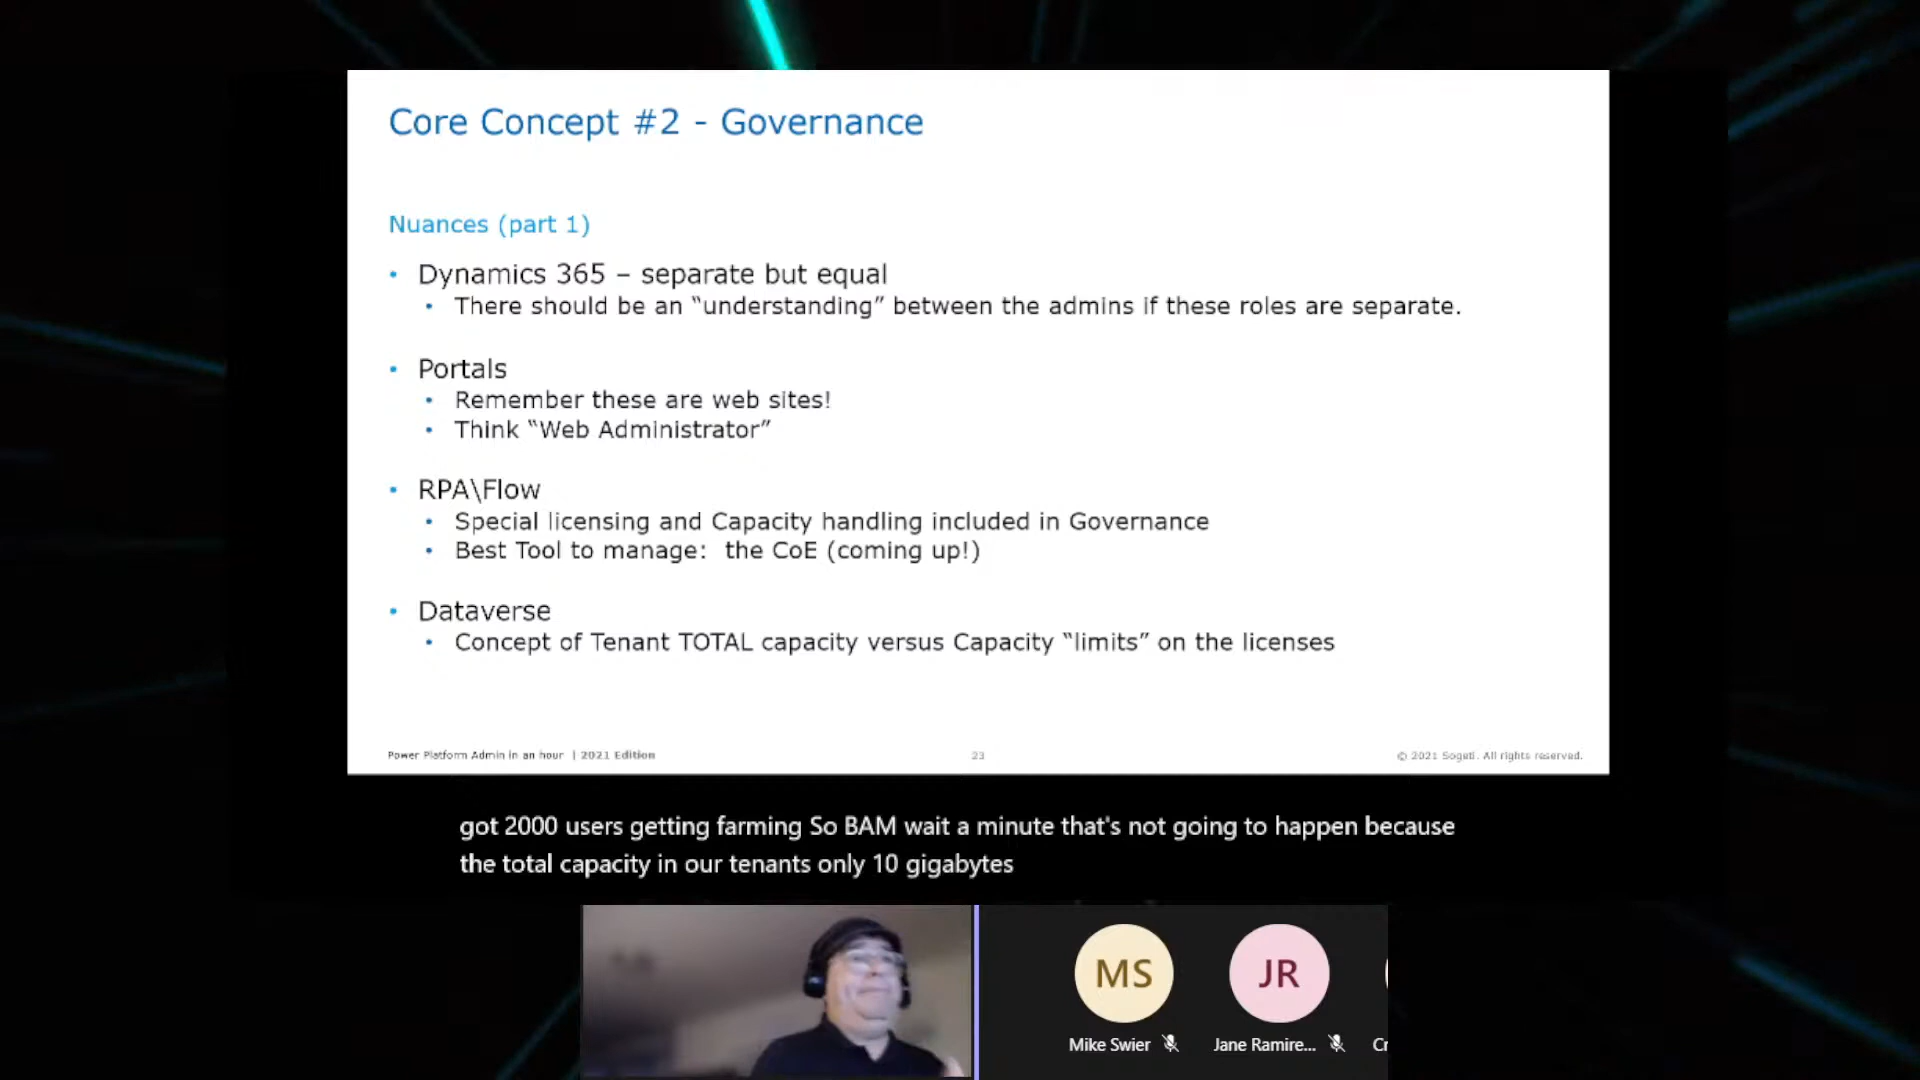 Core Concept #2 - Governance
Nuances (part 1)
• Dynamics 365 – separate but equal
• There should be an “understanding” between the admins if these roles are separate.
• Portals
• Remember these are web sites!
• Think “Web Administrator”
• RPA\Flow
• Special licensing and Capacity handling included in Governance
• Best Tool to manage: the CoE (coming up!)
• Dataverse
• Concept of Tenant TOTAL capacity versus Capacity “limits” on the licenses
Power Platform Admin in an hour | 2021 Edition
23
© 2021 Sogeti. All rights reserved.
got 2000 users getting farming So BAM wait a minute that's not going to happen because
the total capacity in our tenants only 10 gigabytes
MS
JR
Mike Swier
Jane Ramire...
Cr